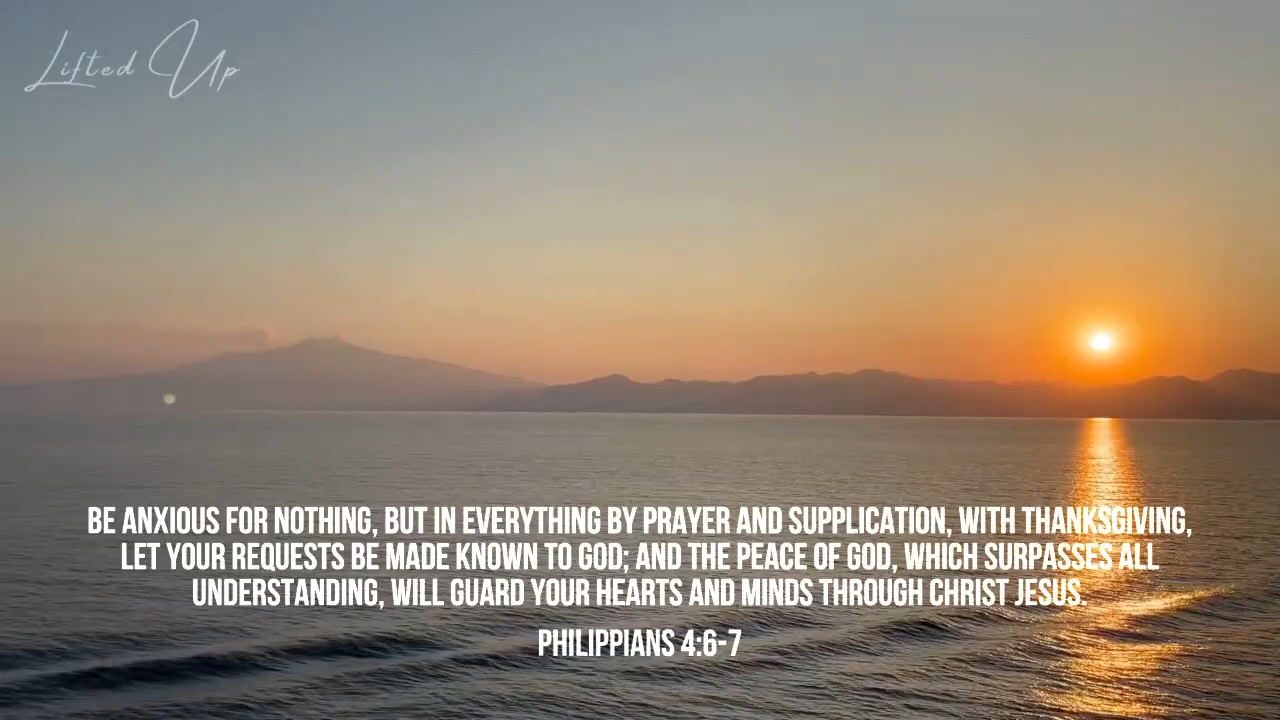 Lifted Up
BE ANXIOUS FOR NOTHING, BUT IN EVERYTHING BY PRAYER AND SUPPLICATION, WITH THANKSGIVING,
LET YOUR REQUESTS BE MADE KNOWN TO GOD; AND THE PEACE OF GOD, WHICH SURPASSES ALL
UNDERSTANDING, WILL GUARD YOUR HEARTS AND MINDS THROUGH CHRIST JESUS.
PHILIPPIANS 4:6-7